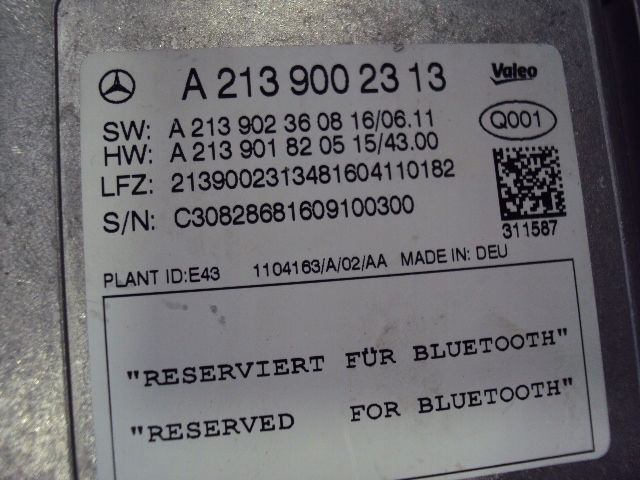 A 213 900 23 13
Valeo
SW: A 213 902 36 08 16/06.11
Q001
HW: A 213 901 82 05 15/43.00
LFZ: 2139002313481604110182
S/N: C30828681609100300
311587
PLANT ID:E43 1104163/A/02/AA MADE IN: DEU
"RESERVIERT FÜR BLUETOOTH"
"RESERVED FOR BLUETOOTH"